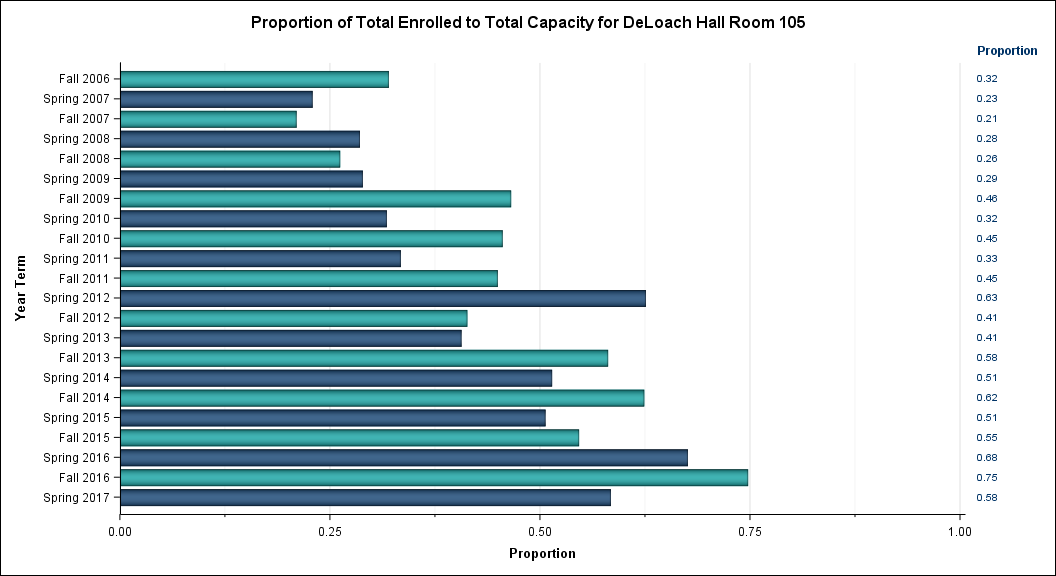 Proportion of Total Enrolled to Total Capacity for DeLoach Hall Room 105
Proportion
Fall 2006 0.32
Spring 2007 0.23
Fall 2007 0.21
Spring 2008 0.28
Fall 2008 0.26
Spring 2009 0.29
Fall 2009 0.46
Spring 2010 0.32
Fall 2010 0.45
Spring 2011 0.33
Fall 2011 0.45
Spring 2012 0.63
Fall 2012 0.41
Spring 2013 0.41
Fall 2013 0.58
Spring 2014 0.51
Fall 2014 0.62
Spring 2015 0.51
Fall 2015 0.55
Spring 2016 0.68
Fall 2016 0.75
Spring 2017 0.58
Year Term
0.00 0.25 0.50 0.75 1.00
Proportion